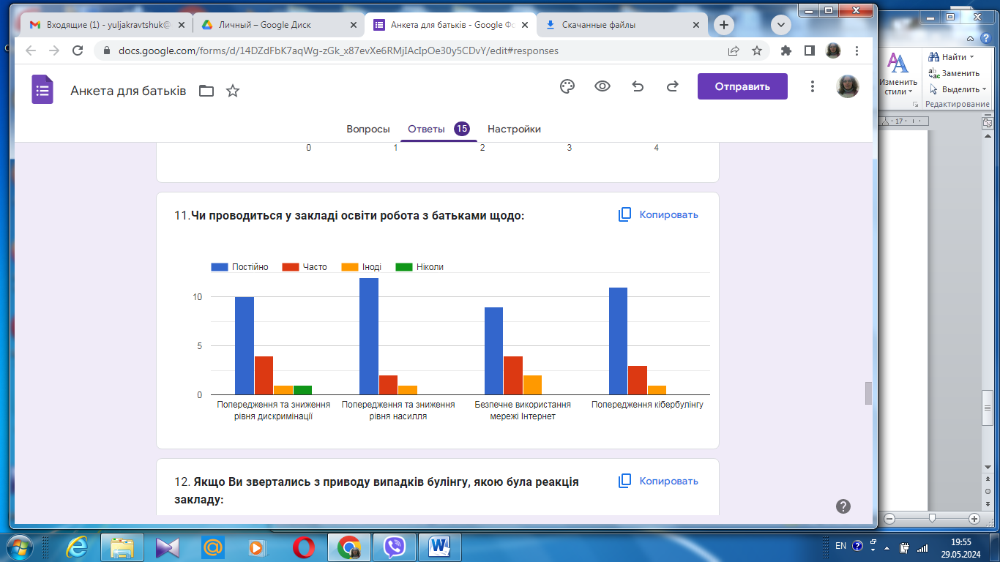 Входящие (1) - yuljakravtshuk@
Личный – Google Диск
Анкета для батьків - Google Фо
Скачанные файлы
docs.google.com/forms/d/14DZdFbK7aqWg-zGk_x87evXe6RMjIAcIpOe30y5CDvY/edit#responses
Найти
Заменить
Выделить
Изменить
стили
Редактирование
17
Анкета для батьків
Отправить
Вопросы
Ответы 15
Настройки
0 1 2 3 4
11.Чи проводиться у закладі освіти робота з батьками щодо:
Копировать
Постійно Часто Іноді Ніколи
10
5
0
Попередження та зниження
рівня дискримінації
Попередження та зниження
рівня насилля
Безпечне використання
мережі Інтернет
Попередження кібербулінгу
12. Якщо Ви звертались з приводу випадків булінгу, якою була реакція
закладу:
Копировать
EN
19:55
29.05.2024